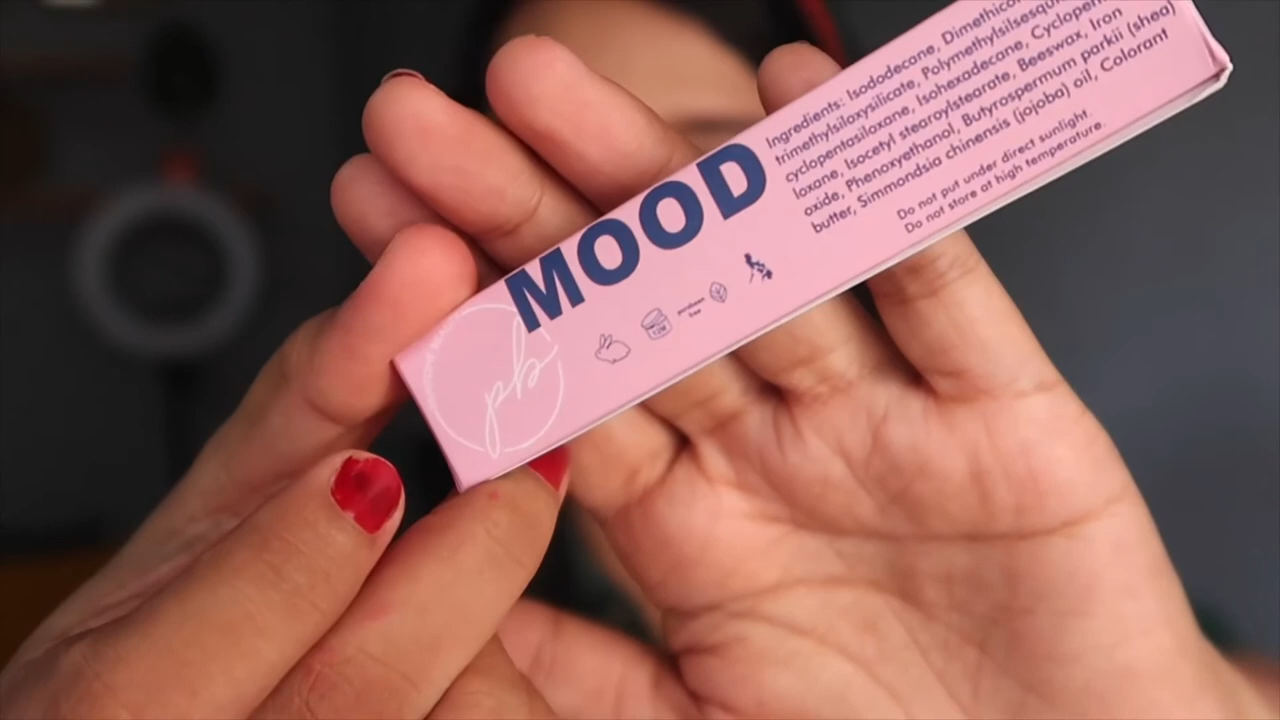 MOOD
pb
12M
paraben
free
Ingredients: Isododecane, Dimethicon
trimethylsiloxysilicate, Polymethylsilsesqui
cyclopentasiloxane, Isohexadecane, Cyclopen
loxane, Isocetyl stearoylstearate, Beeswax, Iron
oxide, Phenoxyethanol, Butyrospermum parkii (shea)
butter, Simmondsia chinensis (jojoba) oil, Colorant
Do not put under direct sunlight.
Do not store at high temperature.